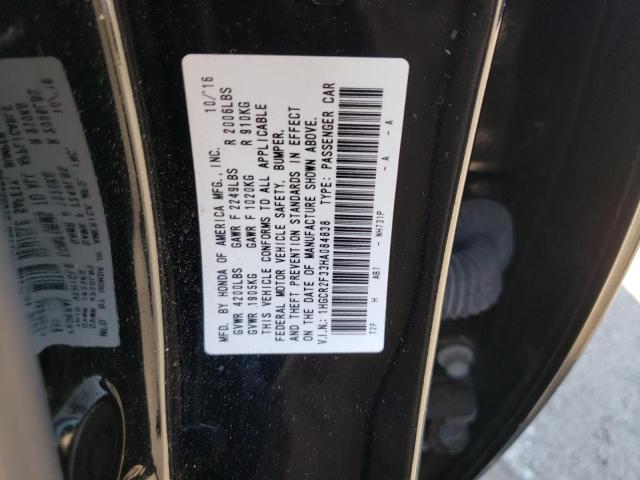 MFD. BY HONDA OF AMERICA MFG., INC. 10/16
GVWR 4200LBS GAWR F 2249LBS R 2006LBS
GVWR 1905KG GAWR F 1020KG R 910KG
THIS VEHICLE CONFORMS TO ALL APPLICABLE
FEDERAL MOTOR VEHICLE SAFETY, BUMPER,
AND THEFT PREVENTION STANDARDS IN EFFECT
ON THE DATE OF MANUFACTURE SHOWN ABOVE.
V.I.N.: 1HGCR2F33HA084838 TYPE: PASSENGER CAR
T2F H AB7 - NH731P - A - A